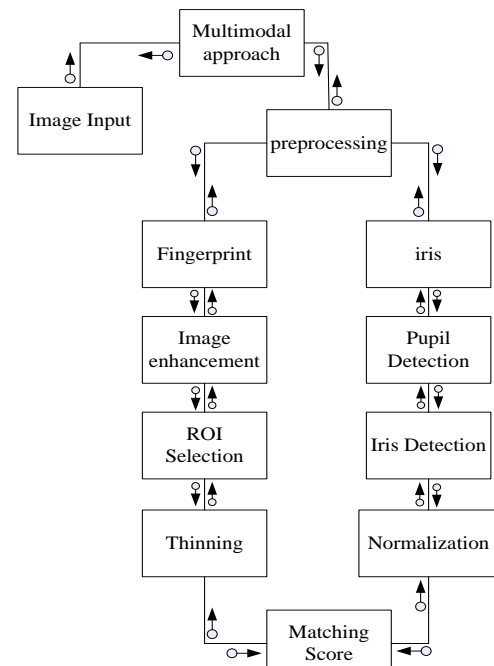 Multimodal
approach
Image Input
preprocessing
Fingerprint
iris
Image
enhancement
Pupil
Detection
ROI
Selection
Iris Detection
Thinning
Normalization
Matching
Score